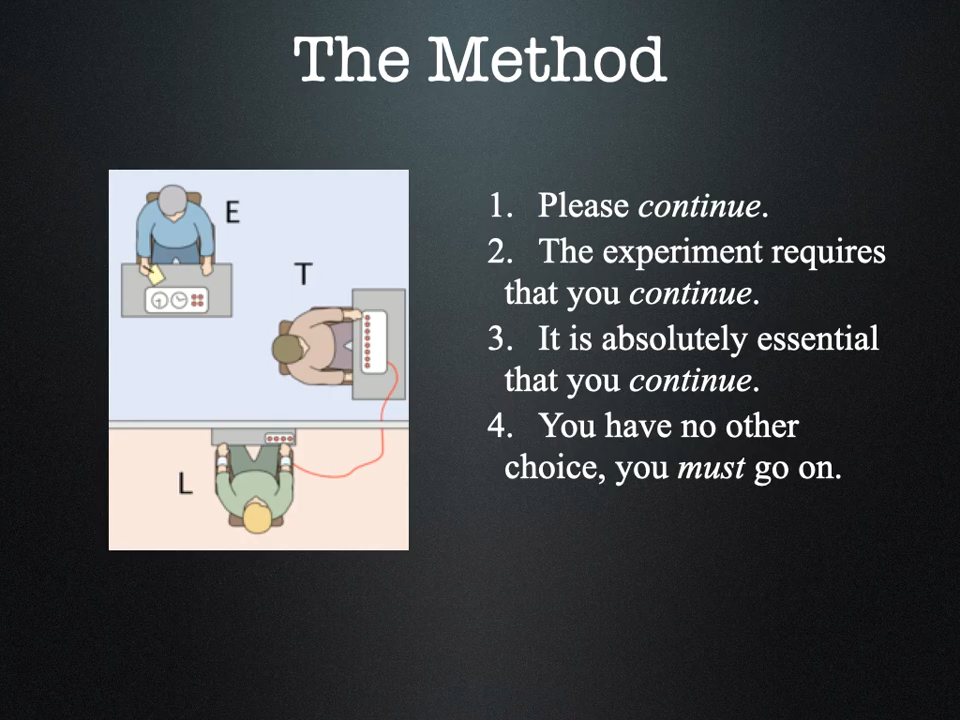 The Method
E
T
L
1. Please continue.
2. The experiment requires
that you continue.
3. It is absolutely essential
that you continue.
4. You have no other
choice, you must go on.